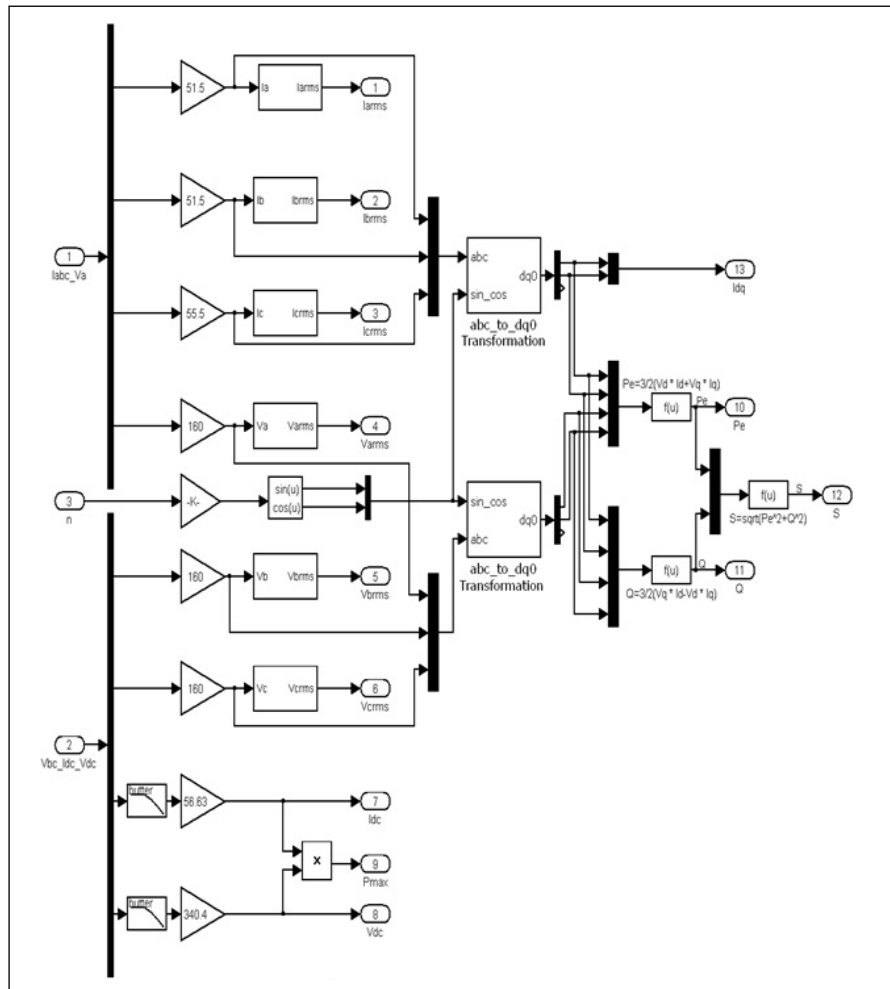 51.5
Ia Iarms
1
Iarms
51.5
Ib Ibrms
2
Ibrms
1
Iabc_Va
abc
dq0
sin_cos
abc_to_dq0
Transformation
13
Idq
55.5
Ic Icrms
3
Icrms
Pe=3/2(Vd * Id+Vq * Iq)
f(u)
Pe
10
Pe
160
Va Varms
4
Varms
3
n
-K-
sin(u)
cos(u)
sin_cos
dq0
abc
abc_to_dq0
Transformation
f(u)
S
S=sqrt(Pe^2+Q^2)
12
S
160
Vb Vbrms
5
Vbrms
f(u)
Q
Q=3/2(Vq * Id-Vd * Iq)
11
Q
160
Vc Vcrms
6
Vcrms
2
Vbc_Idc_Vdc
butter
56.63
7
Idc
x
9
Pmax
butter
340.4
8
Vdc